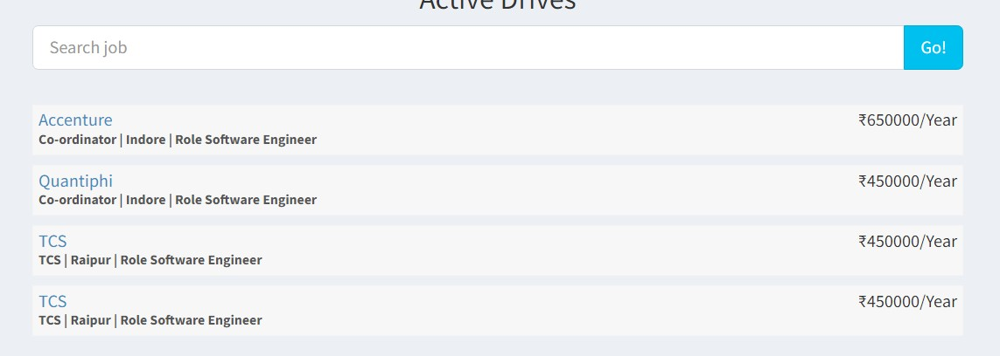 Active Drives
Search job
Go!
Accenture
₹650000/Year
Co-ordinator | Indore | Role Software Engineer
Quantiphi
₹450000/Year
Co-ordinator | Indore | Role Software Engineer
TCS
₹450000/Year
TCS | Raipur | Role Software Engineer
TCS
₹450000/Year
TCS | Raipur | Role Software Engineer